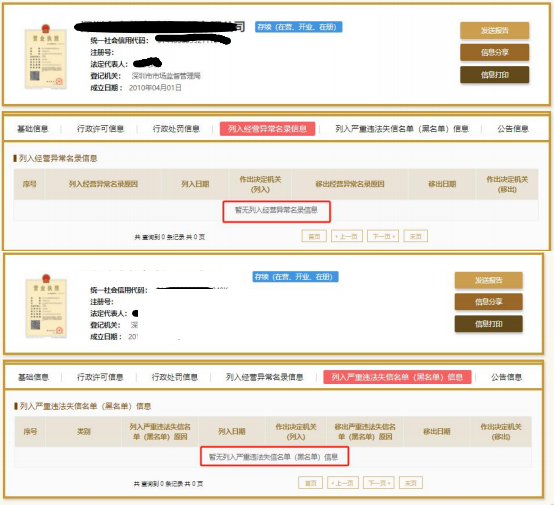 存续（在营、开业、在册）
统一社会信用代码：
注册号：
法定代表人：
登记机关： 深圳市市场监督管理局
成立日期： 2010年04月01日
发送报告
信息分享
信息打印
营业执照
基础信息 行政许可信息 行政处罚信息 列入经营异常名录信息 列入严重违法失信名单（黑名单）信息 公告信息
列入经营异常名录信息
序号 列入经营异常名录原因 列入日期 作出决定机关（列入） 移出经营异常名录原因 移出日期 作出决定机关（移出）
暂无列入经营异常名录信息
共 查询到 0 条记录 共 0 页 首页 上一页 下一页 末页
存续（在营、开业、在册）
统一社会信用代码：
注册号：
法定代表人：
登记机关： 深
成立日期： 20
发送报告
信息分享
信息打印
营业执照
基础信息 行政许可信息 行政处罚信息 列入经营异常名录信息 列入严重违法失信名单（黑名单）信息 公告信息
列入严重违法失信名单（黑名单）信息
序号 类别 列入严重违法失信名单（黑名单）原因 列入日期 作出决定机关（列入） 移出严重违法失信名单（黑名单）原因 移出日期 作出决定机关（移出）
暂无列入严重违法失信名单（黑名单）信息
共 查询到 0 条记录 共 0 页 首页 上一页 下一页 末页